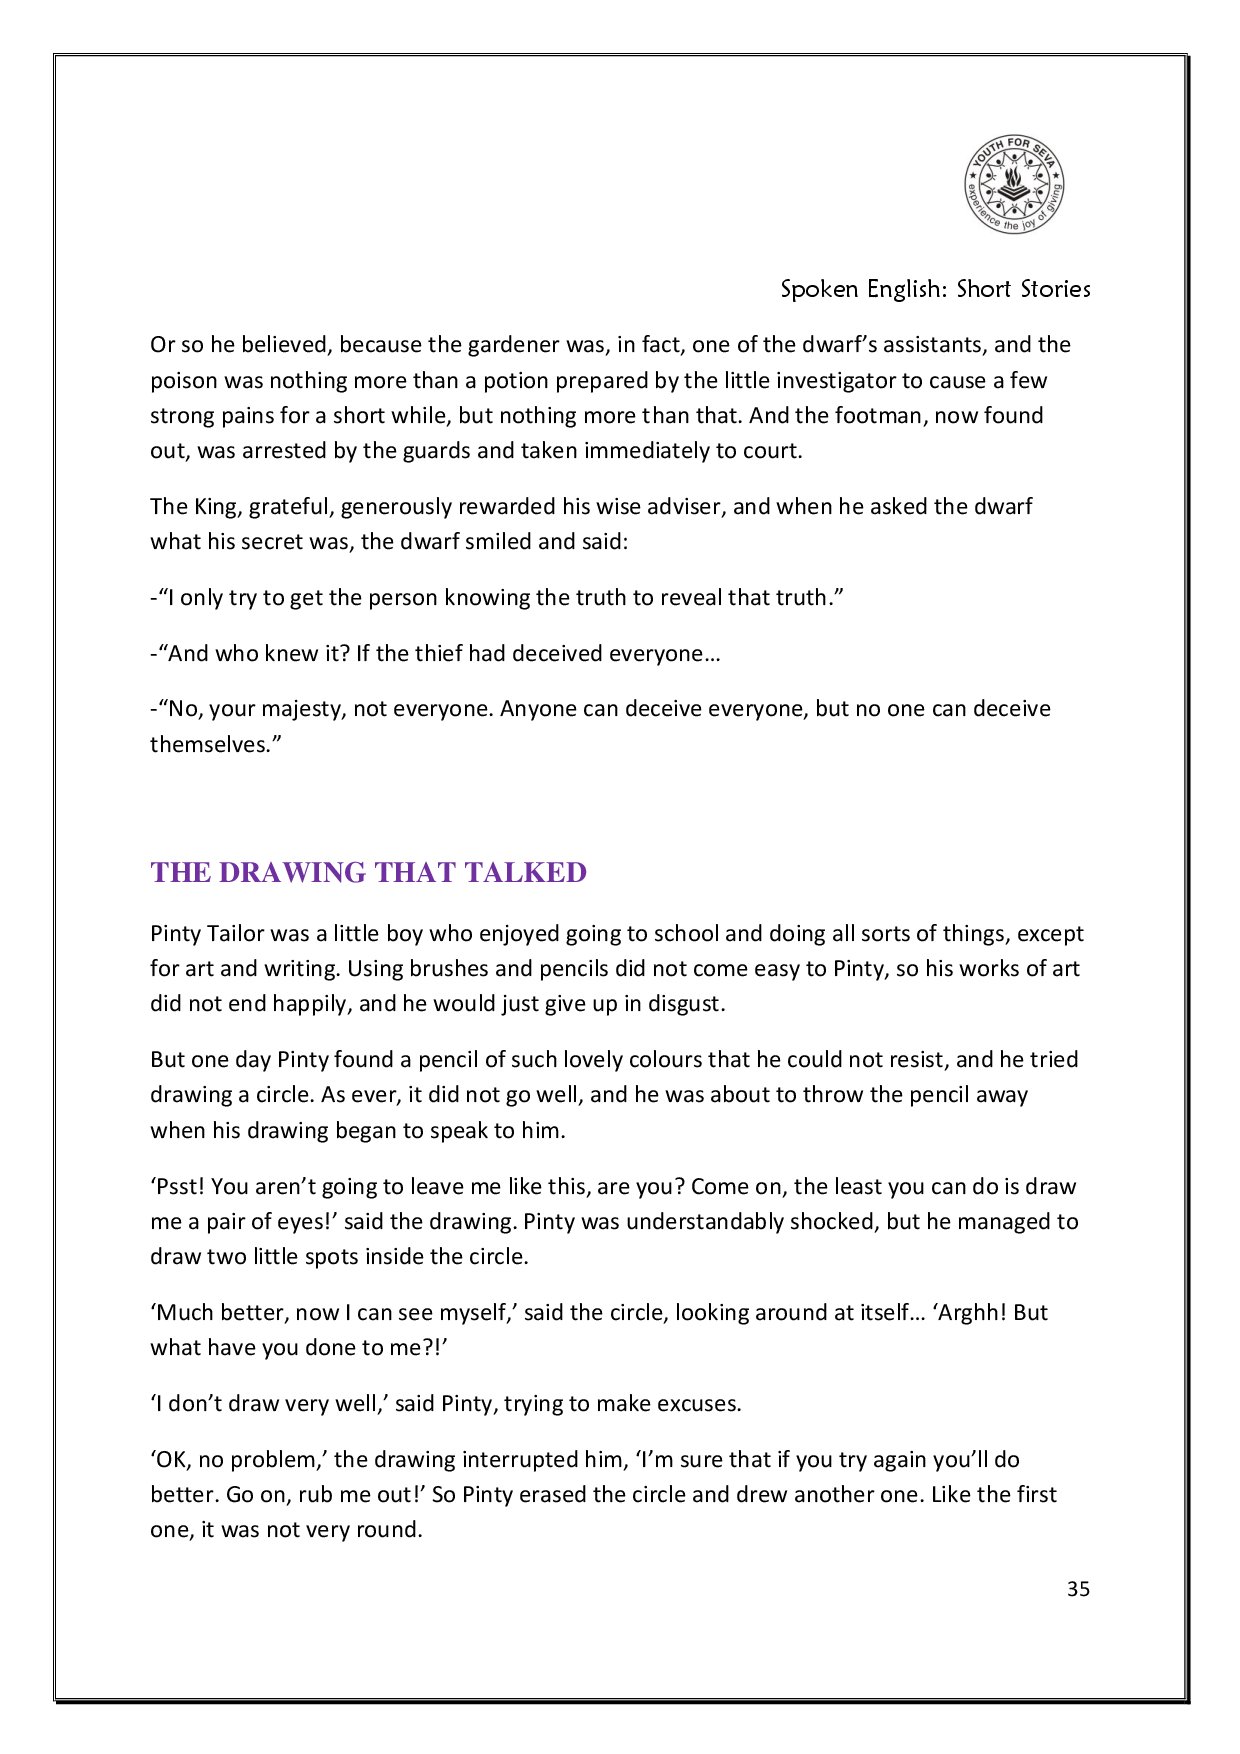 YOUTH FOR SEVA
experience the joy of giving
Spoken English: Short Stories
Or so he believed, because the gardener was, in fact, one of the dwarf’s assistants, and the
poison was nothing more than a potion prepared by the little investigator to cause a few
strong pains for a short while, but nothing more than that. And the footman, now found
out, was arrested by the guards and taken immediately to court.
The King, grateful, generously rewarded his wise adviser, and when he asked the dwarf
what his secret was, the dwarf smiled and said:
-“I only try to get the person knowing the truth to reveal that truth.”
-“And who knew it? If the thief had deceived everyone…
-“No, your majesty, not everyone. Anyone can deceive everyone, but no one can deceive
themselves.”
THE DRAWING THAT TALKED
Pinty Tailor was a little boy who enjoyed going to school and doing all sorts of things, except
for art and writing. Using brushes and pencils did not come easy to Pinty, so his works of art
did not end happily, and he would just give up in disgust.
But one day Pinty found a pencil of such lovely colours that he could not resist, and he tried
drawing a circle. As ever, it did not go well, and he was about to throw the pencil away
when his drawing began to speak to him.
‘Psst! You aren’t going to leave me like this, are you? Come on, the least you can do is draw
me a pair of eyes!’ said the drawing. Pinty was understandably shocked, but he managed to
draw two little spots inside the circle.
‘Much better, now I can see myself,’ said the circle, looking around at itself… ‘Arghh! But
what have you done to me?!’
‘I don’t draw very well,’ said Pinty, trying to make excuses.
‘OK, no problem,’ the drawing interrupted him, ‘I’m sure that if you try again you’ll do
better. Go on, rub me out!’ So Pinty erased the circle and drew another one. Like the first
one, it was not very round.
35